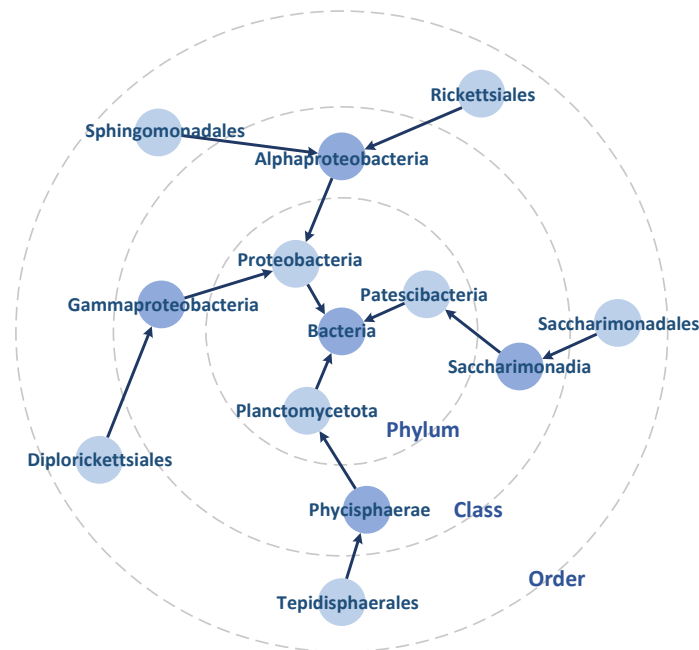 Rickettsiales
Sphingomonadales
Alphaproteobacteria
Proteobacteria
Patescibacteria
Gammaproteobacteria
Bacteria
Saccharimonadales
Saccharimonadia
Planctomycetota
Phylum
Diplorickettsiales
Phycisphaerae
Class
Order
Tepidisphaerales